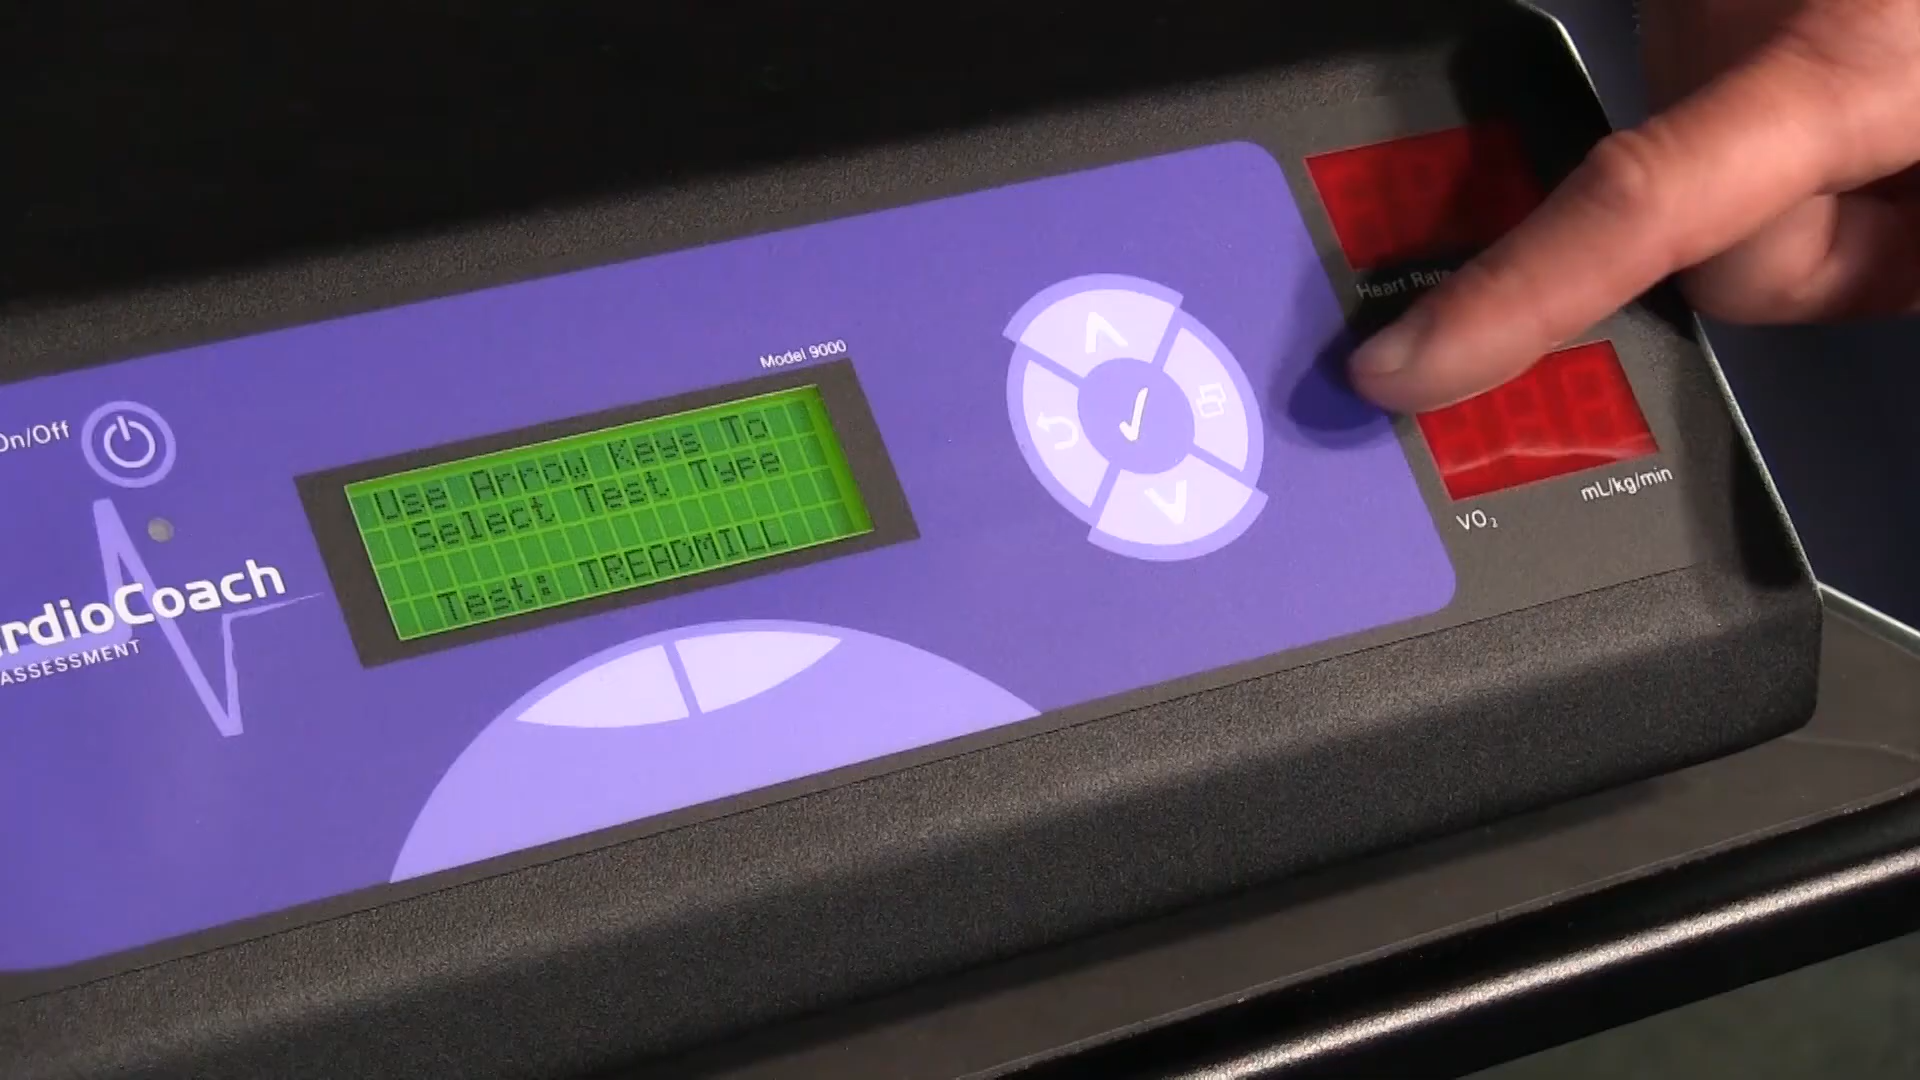 On/Off
rdioCoach
ASSESSMENT
Model 9000
Use Arrow Keys To
Select Test Type
Test: TREADMILL
Heart Rate
VO₂
mL/kg/min